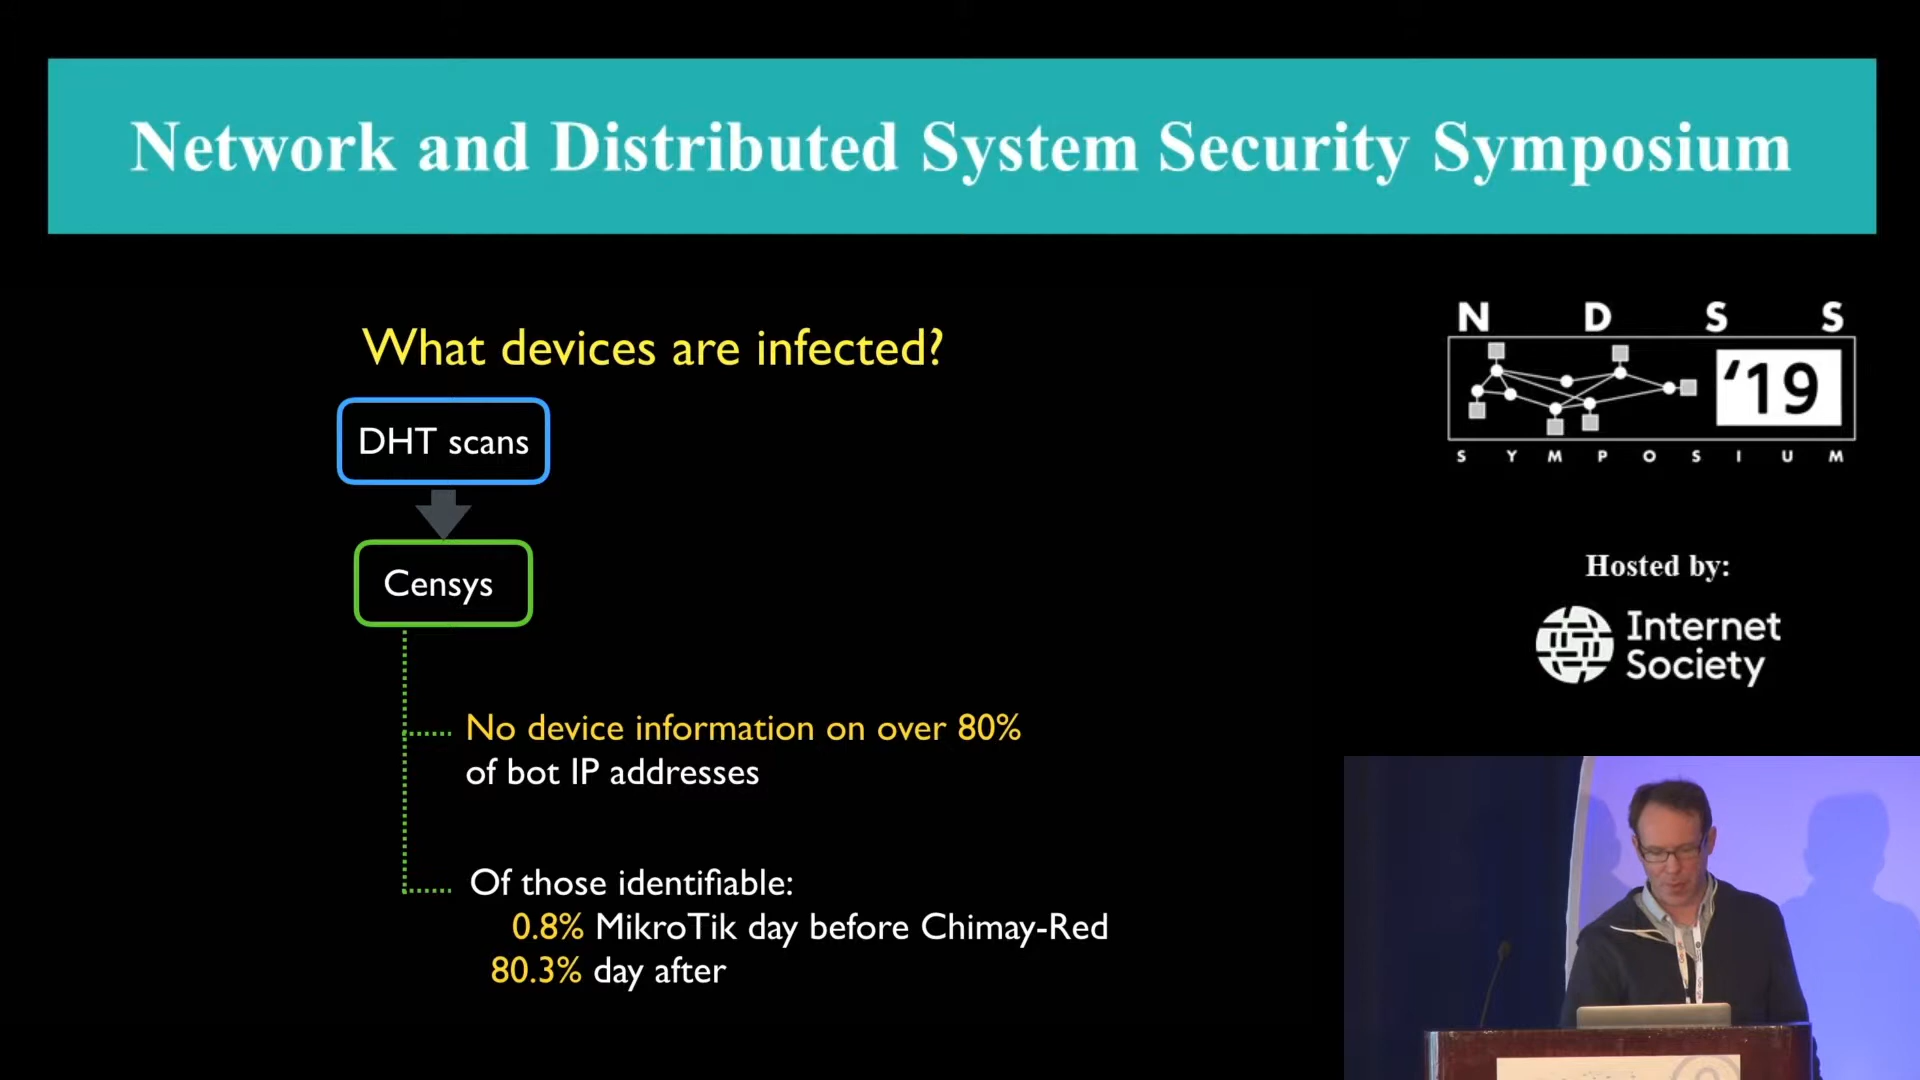 Network and Distributed System Security Symposium
What devices are infected?
DHT scans
Censys
No device information on over 80%
of bot IP addresses
Of those identifiable:
0.8% MikroTik day before Chimay-Red
80.3% day after
N D S S
'19
S Y M P O S I U M
Hosted by:
Internet
Society